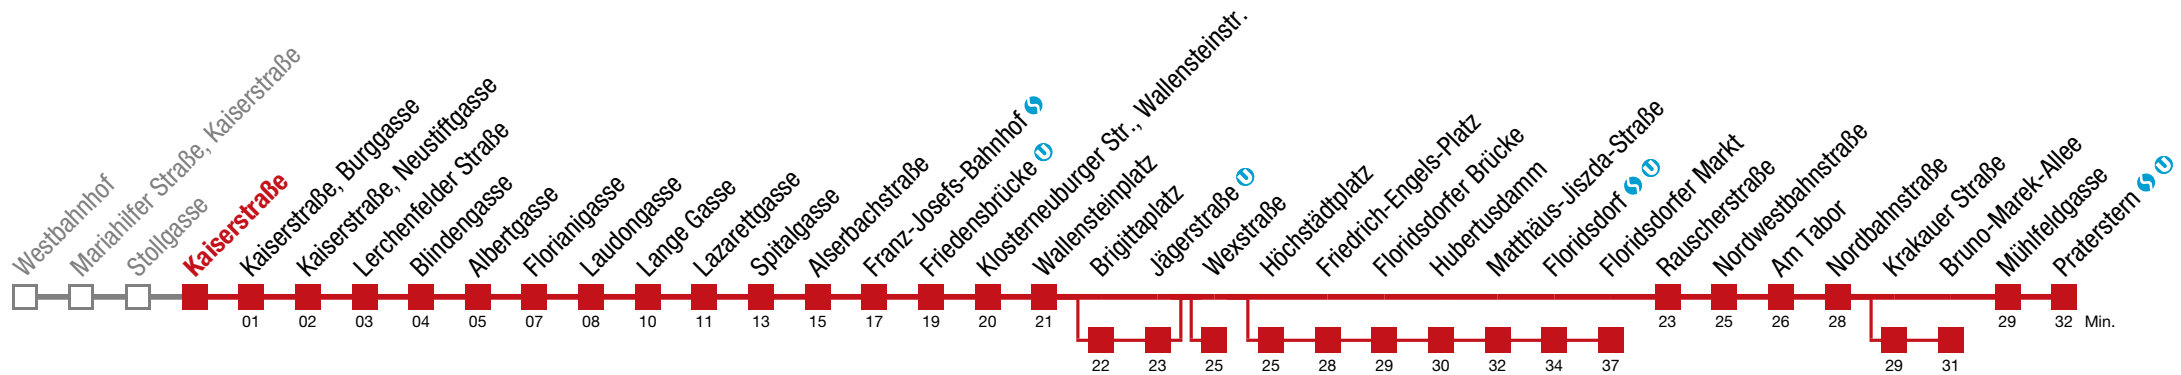 Westbahnhof
Mariahilfer Straße, Kaiserstraße
Stollgasse
Kaiserstraße
Kaiserstraße, Burggasse
Kaiserstraße, Neustiftgasse
Lerchenfelder Straße
Blindengasse
Albertgasse
Florianigasse
Laudongasse
Lange Gasse
Lazarettgasse
Spitalgasse
Alserbachstraße
Franz-Josefs-Bahnhof S
Friedensbrücke U
Klosterneuburger Str., Wallensteinstr.
Wallensteinplatz
Brigittaplatz
Jägerstraße U
Wexstraße
Höchstädtplatz
Friedrich-Engels-Platz
Floridsdorfer Brücke
Hubertusdamm
Matthäus-Jiszda-Straße
Floridsdorf S U
Floridsdorfer Markt
Rauscherstraße
Nordwestbahnstraße
Am Tabor
Nordbahnstraße
Krakauer Straße
Bruno-Marek-Allee
Mühlfeldgasse
Praterstern S U
01 02 03 04 05 07 08 10 11 13 15 17 19 20 21 23 25 26 28 29 32 Min.
22 23 25 25 28 29 30 32 34 37 29 31